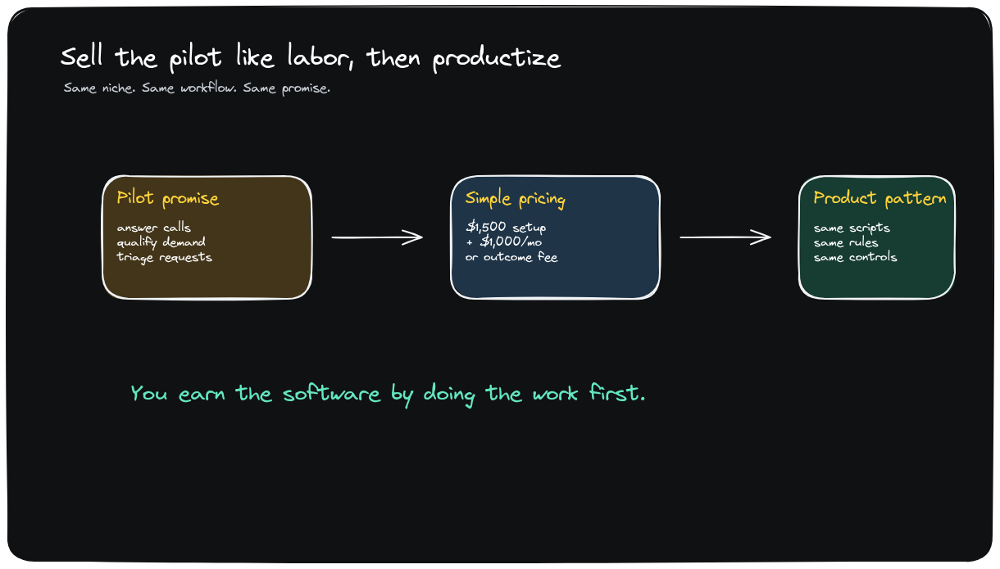 Sell the pilot like labor, then productize
Same niche. Same workflow. Same promise.
Pilot promise
answer calls
qualify demand
triage requests
Simple pricing
$1,500 setup
+ $1,000/mo
or outcome fee
Product pattern
same scripts
same rules
same controls
You earn the software by doing the work first.